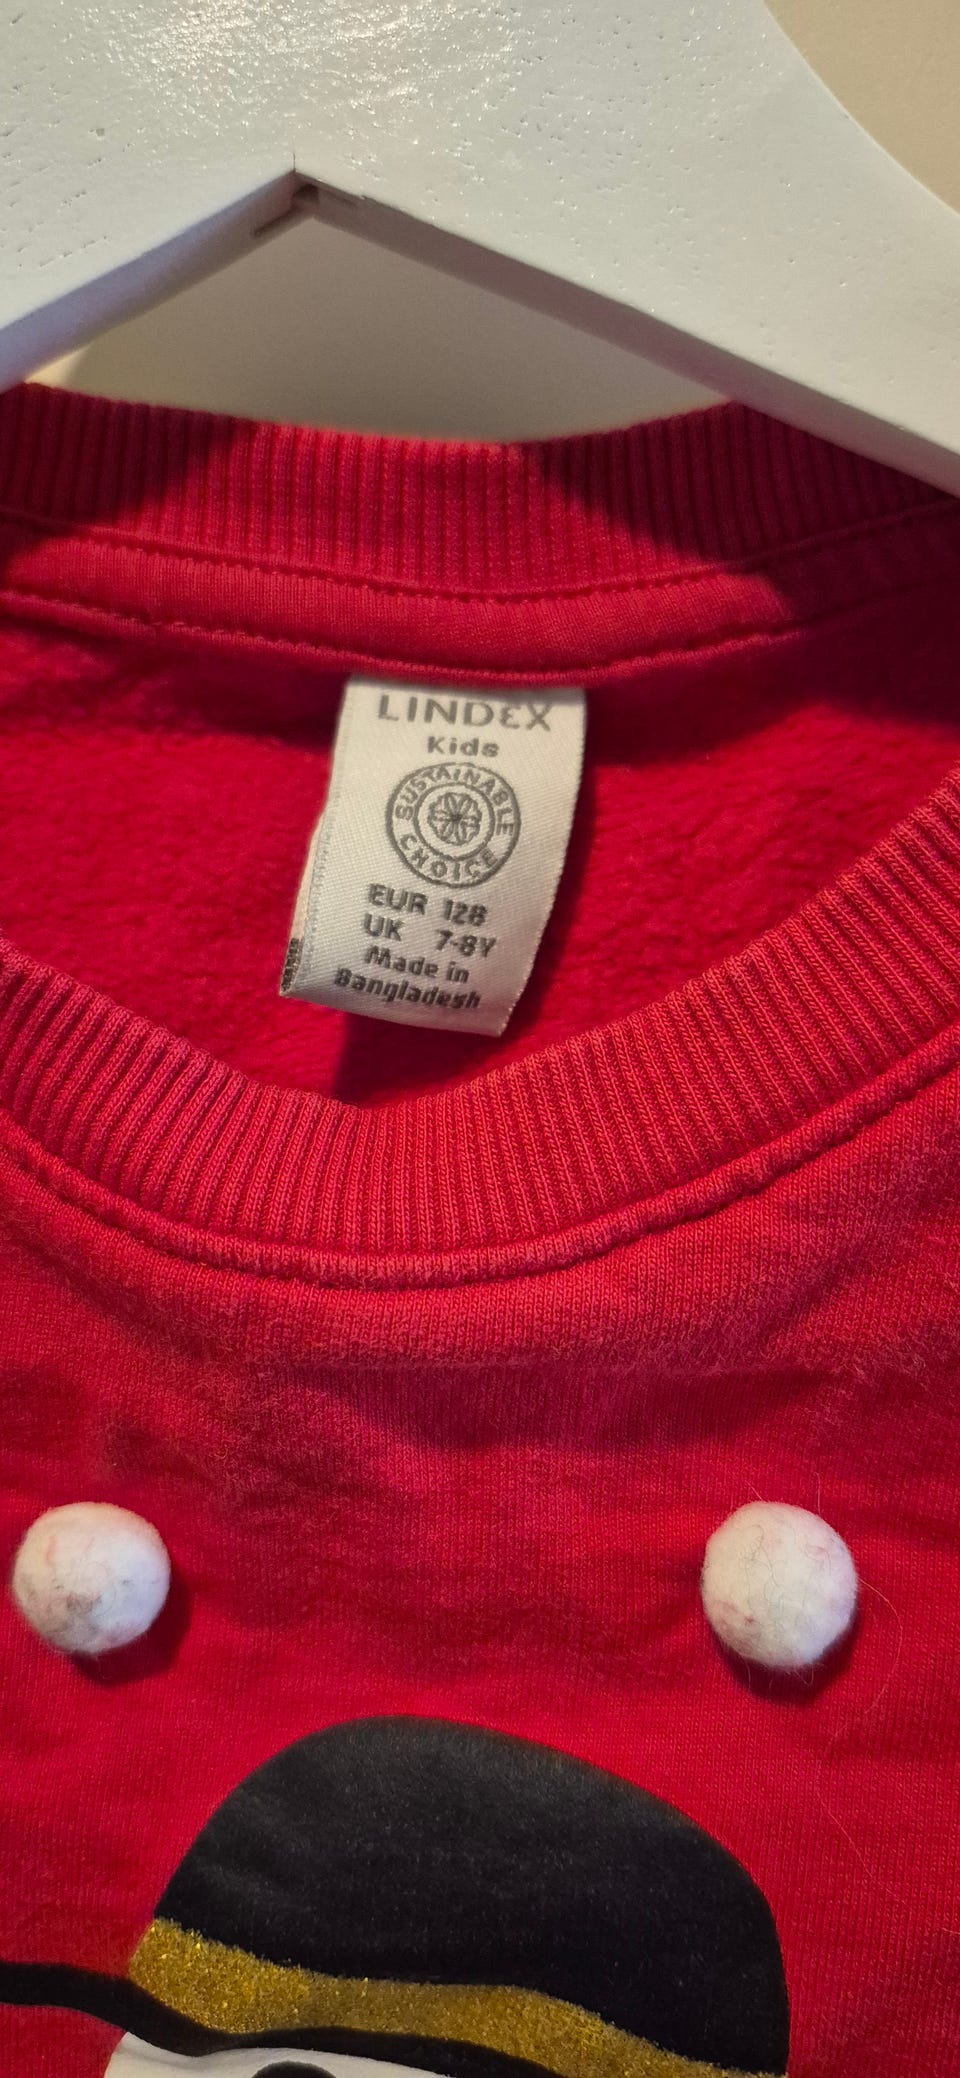 LINDEX
Kids
SUSTAINABLE
CHOICE
EUR 128
UK 7-8Y
Made in
Bangladesh